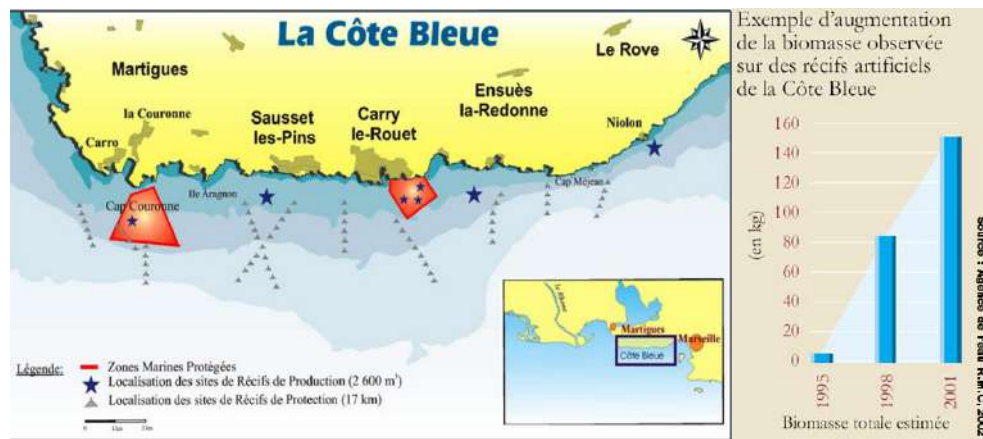 La Côte Bleue
Le Rove
Martigues
Ensuès
la-Redonne
la Couronne
Sausset
les-Pins
Carry
le-Rouet
Niolon
Carro
Cap Méjean
Cap Couronne
Légende:
Zones Marines Protégées
Localisation des sites de Récifs de Production (2 600 m³)
Localisation des sites de Récifs de Protection (17 km)
0
Martigues
Marseille
Côte Bleue
Exemple d'augmentation
de la biomasse observée
sur des récifs artificiels
de la Côte Bleue
160
140
120
100
80
60
40
20
0
(en kg)
1995
1998
2001
Biomasse totale estimée